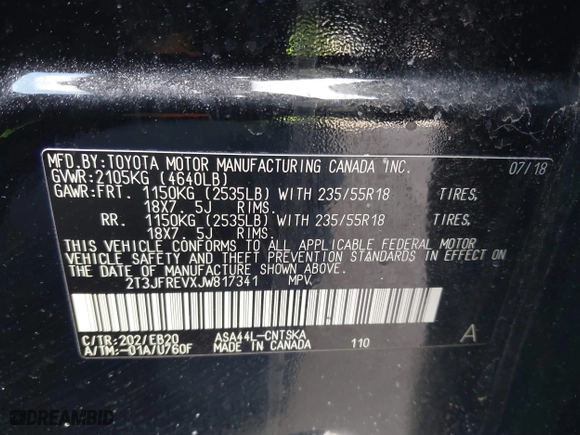 MFD.BY:TOYOTA MOTOR MANUFACTURING CANADA INC. 07/18
GVWR:2105KG (4640LB)
GAWR:FRT. 1150KG (2535LB) WITH 235/55R18 TIRES,
18X7.5J RIMS.
RR. 1150KG (2535LB) WITH 235/55R18 TIRES,
18X7.5J RIMS.
THIS VEHICLE CONFORMS TO ALL APPLICABLE FEDERAL MOTOR
VEHICLE SAFETY AND THEFT PREVENTION STANDARDS IN EFFECT
ON THE DATE OF MANUFACTURE SHOWN ABOVE.
2T3JFREVXJW817341 MPV.
C/TR:202/EB20 ASA44L-CNTSKA A
A/TM:-01A/U760F MADE IN CANADA 110
DREAMBID